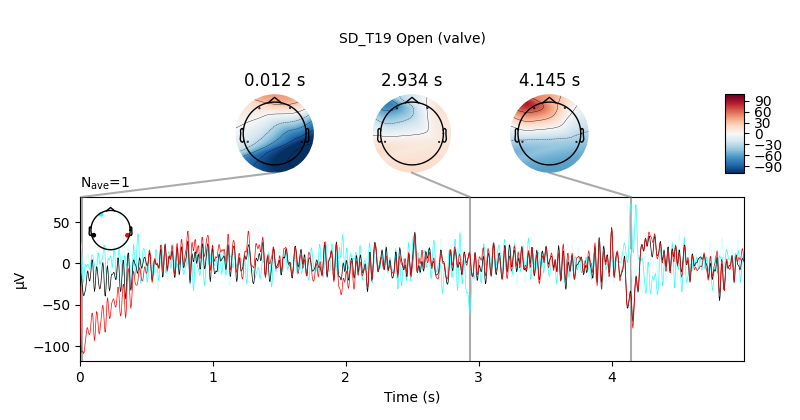 SD_T19 Open (valve)
0.012 s 2.934 s 4.145 s
90
60
30
0
−30
−60
−90
Nave=1
50
0
−50
−100
µV
0 1 2 3 4
Time (s)